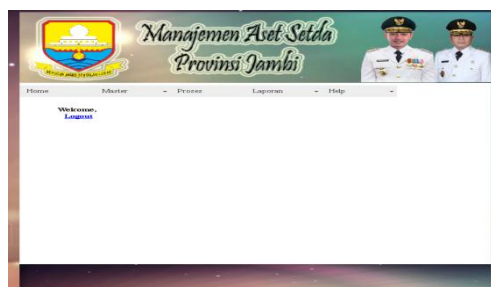 Manajemen Aset Setda
Provinsi Jambi
Home Master Proses Laporan Help
Welcome,
Logout